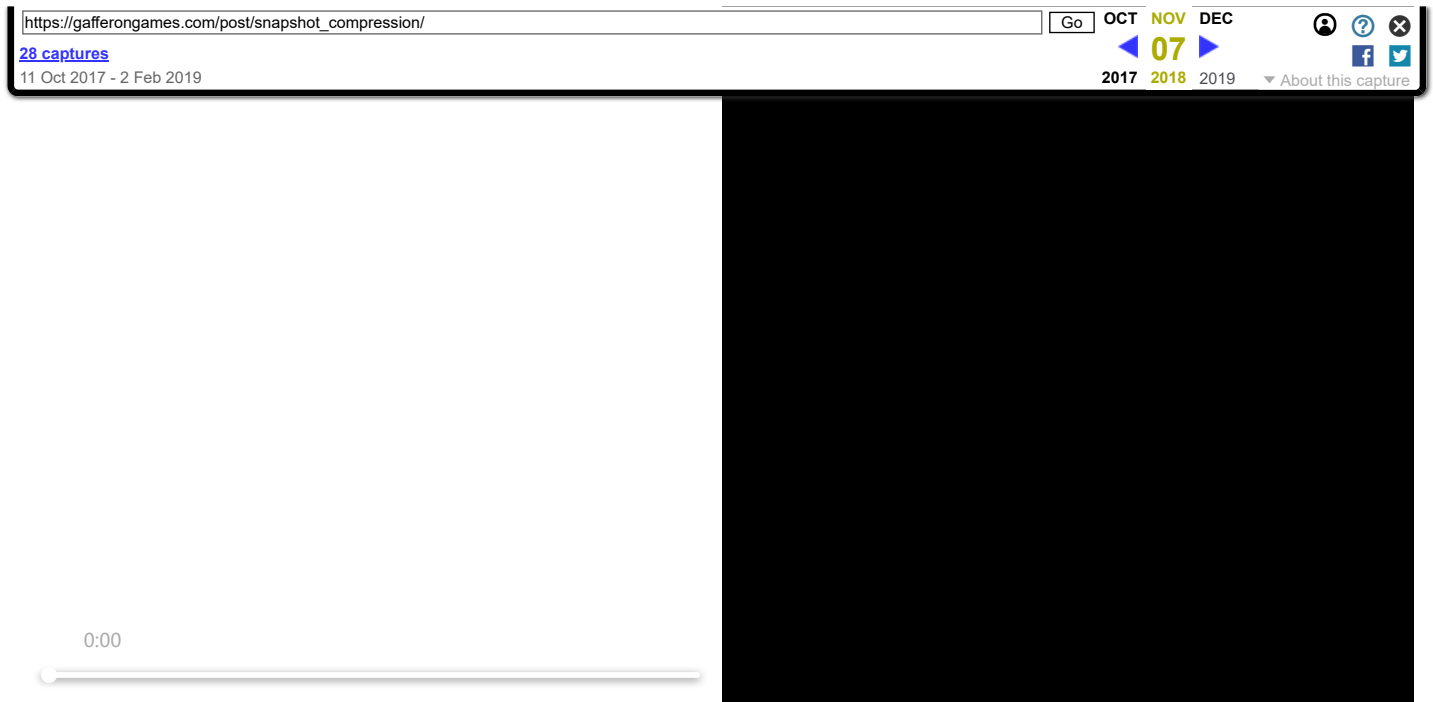 https://gafferongames.com/post/snapshot_compression/
Go
OCT NOV DEC
28 captures
07
11 Oct 2017 - 2 Feb 2019
2017 2018 2019
About this capture
0:00